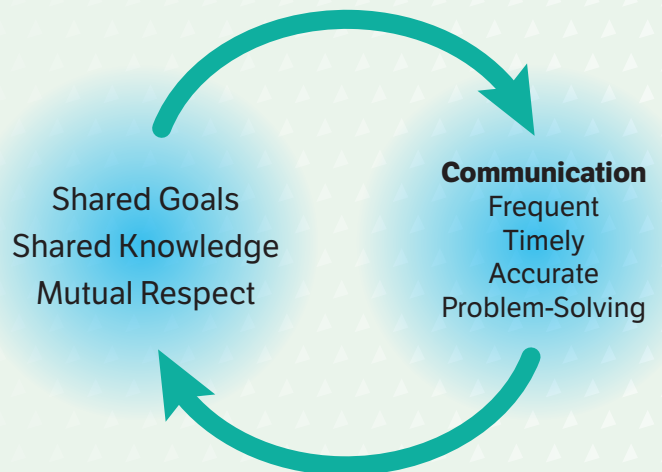 Shared Goals
Shared Knowledge
Mutual Respect
Communication
Frequent
Timely
Accurate
Problem-Solving